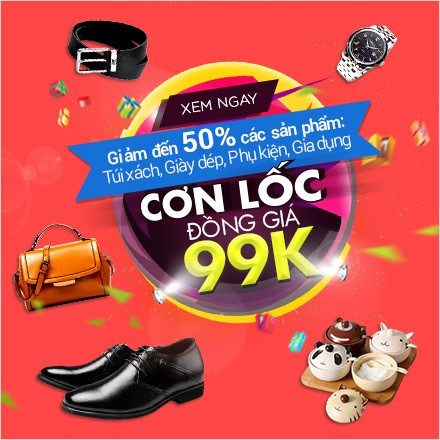 XEM NGAY
Giảm đến 50% các sản phẩm:
Túi xách, Giày dép, Phụ kiện, Gia dụng
CƠN LỐC
ĐỒNG GIÁ
99K